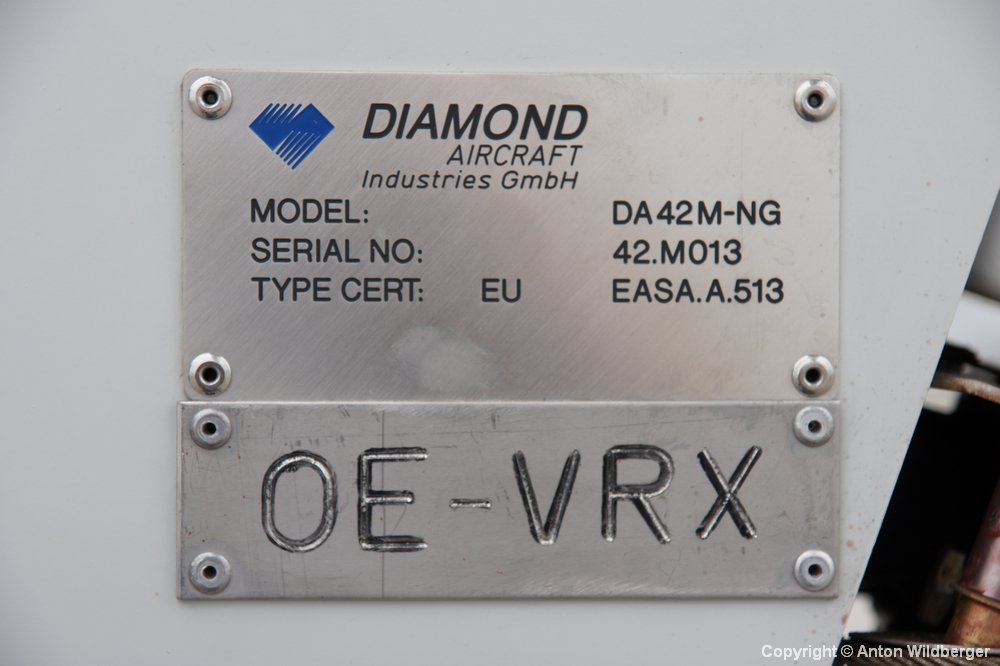 DIAMOND
AIRCRAFT
Industries GmbH
MODEL: DA42M-NG
SERIAL NO: 42.M013
TYPE CERT: EU EASA.A.513
OE-VRX
Copyright © Anton Wildberger